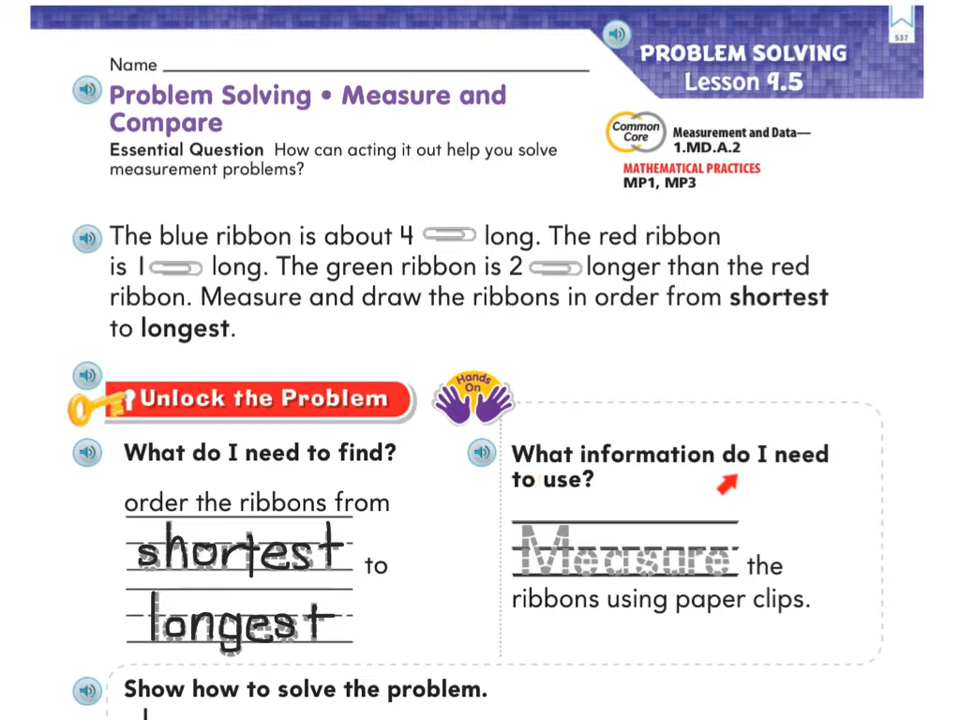 537
PROBLEM SOLVING
Lesson 9.5
Name
Problem Solving • Measure and
Compare
Essential Question How can acting it out help you solve
measurement problems?
Common
Core
Measurement and Data—
1.MD.A.2
MATHEMATICAL PRACTICES
MP1, MP3
The blue ribbon is about 4 long. The red ribbon
is 1 long. The green ribbon is 2 longer than the red
ribbon. Measure and draw the ribbons in order from shortest
to longest.
Unlock the Problem
Hands
On
What do I need to find?
order the ribbons from
shortest to
longest
What information do I need
to use?
Measure the
ribbons using paper clips.
Show how to solve the problem.